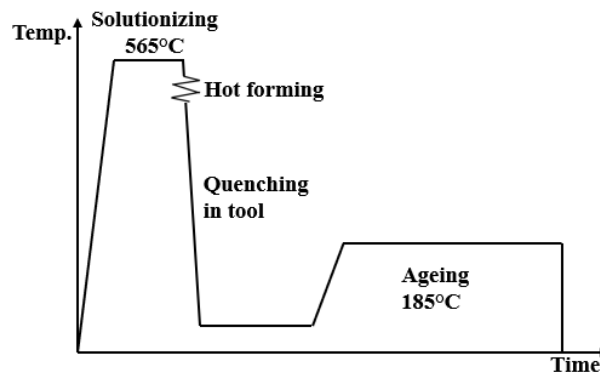 Temp.
Solutionizing
565°C
Hot forming
Quenching
in tool
Ageing
185°C
Time